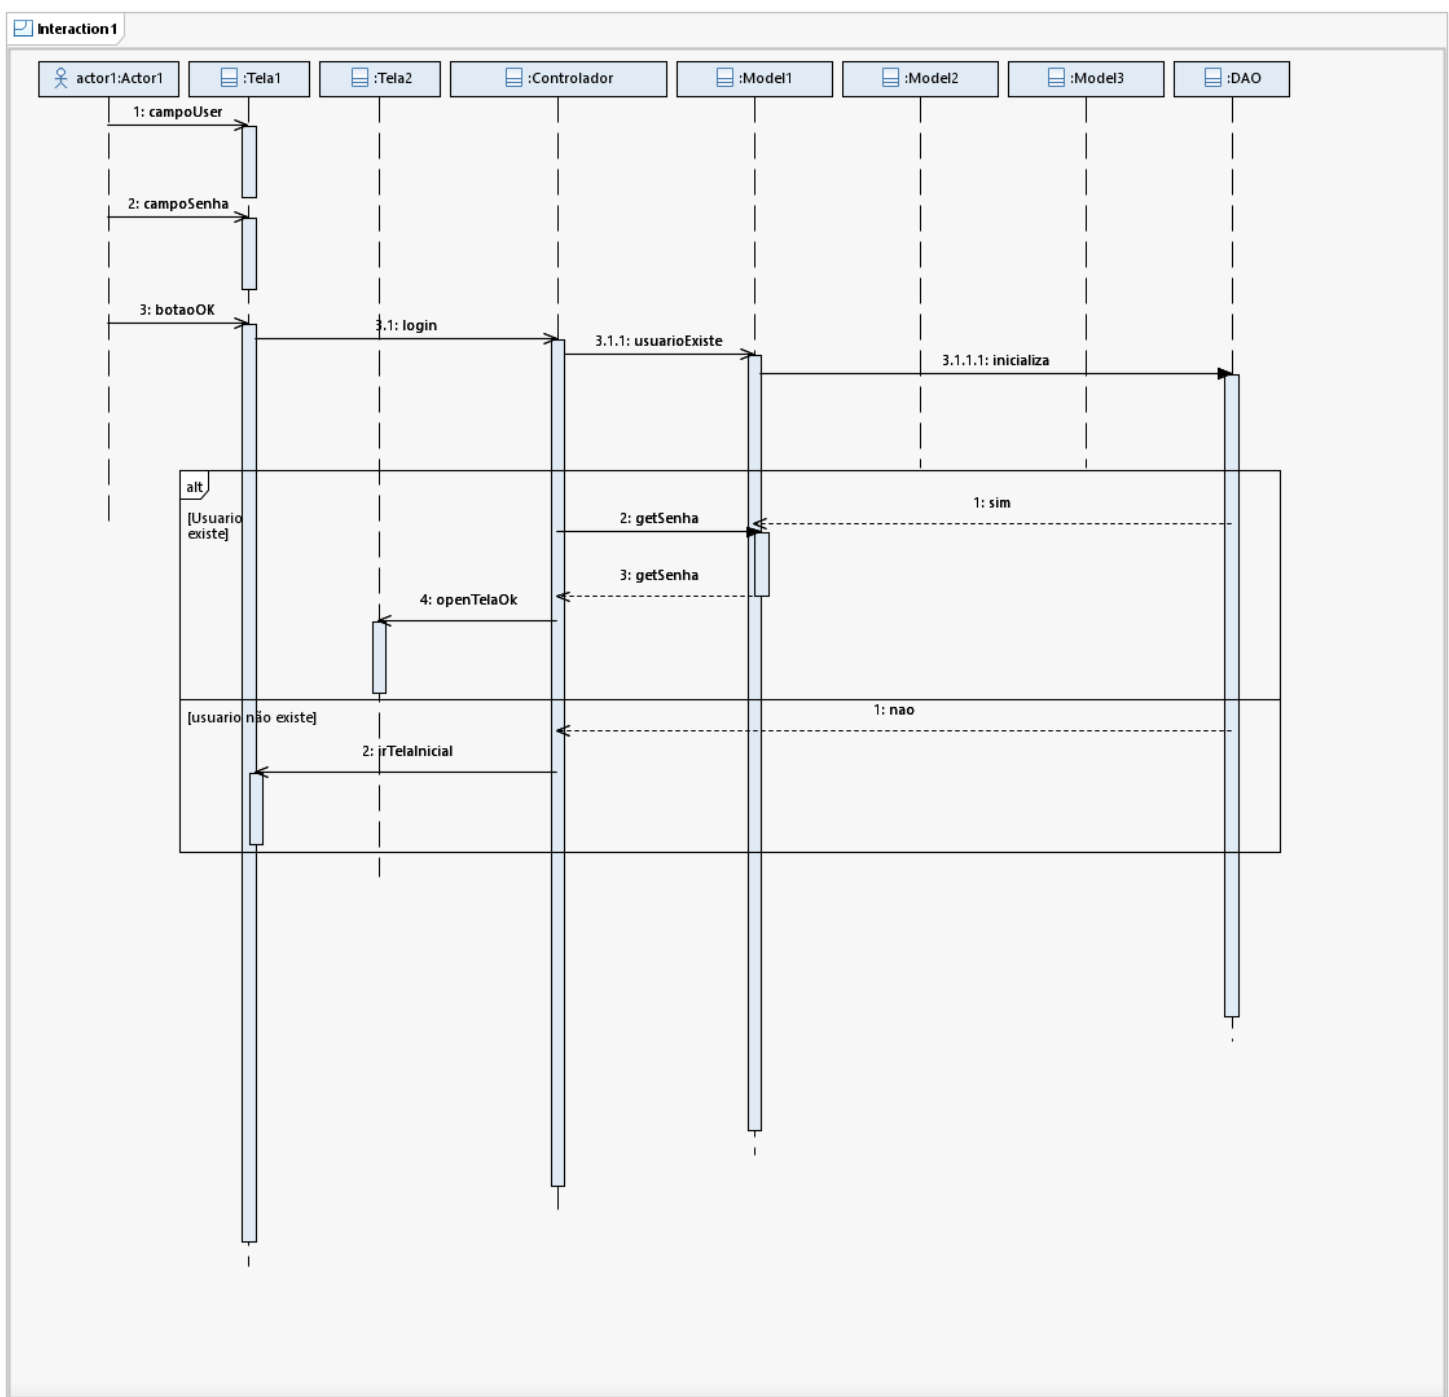 Interaction1
actor1:Actor1
:Tela1
:Tela2
:Controlador
:Model1
:Model2
:Model3
:DAO
1: campoUser
2: campoSenha
3: botaoOK
3.1: login
3.1.1: usuarioExiste
3.1.1.1: inicializa
alt
[Usuario
existe]
1: sim
2: getSenha
3: getSenha
4: openTelaOk
[usuario não existe]
1: nao
2: irTelaInicial